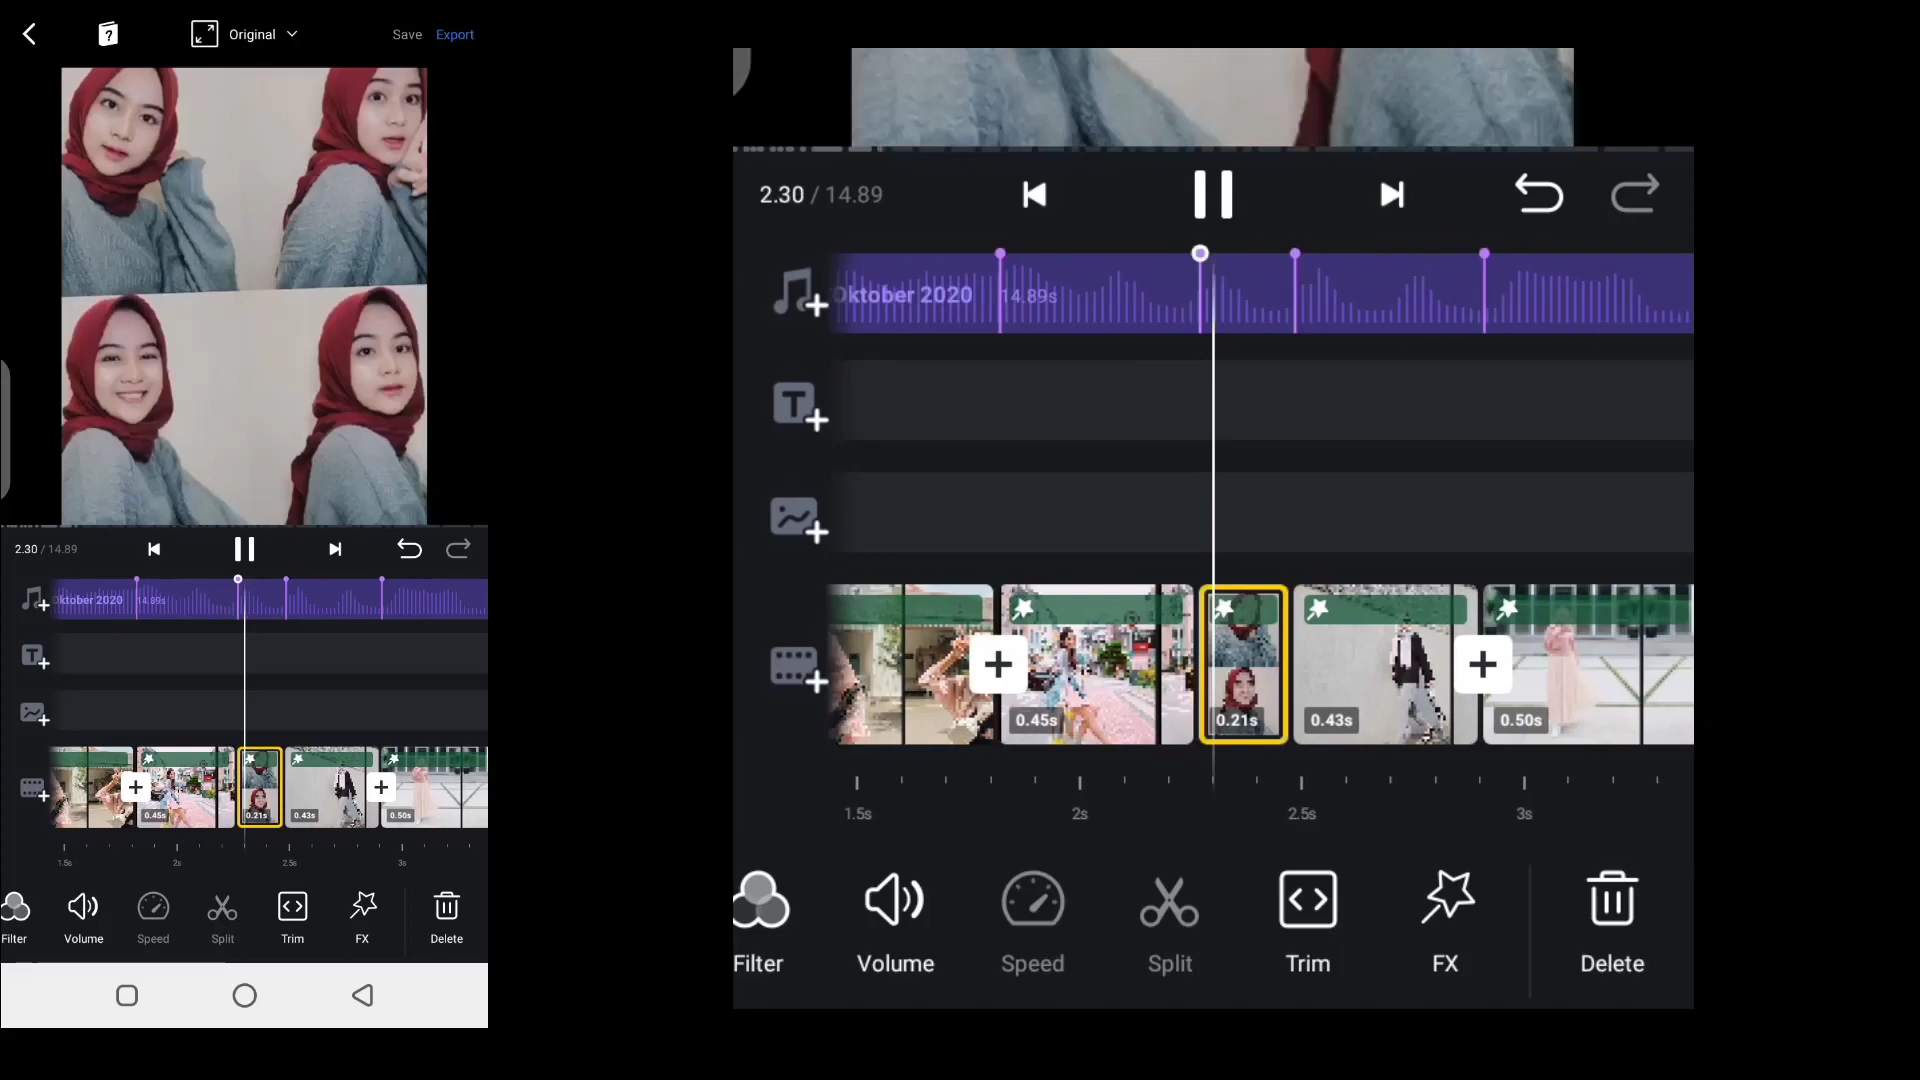 Original
Save Export
2.30 / 14.89
Oktober 2020 14.89s
0.45s 0.21s 0.43s 0.50s
1.5s 2s 2.5s 3s
Filter Volume Speed Split Trim FX Delete
2.30 / 14.89
Oktober 2020 14.89s
0.45s 0.21s 0.43s 0.50s
1.5s 2s 2.5s 3s
Filter Volume Speed Split Trim FX Delete